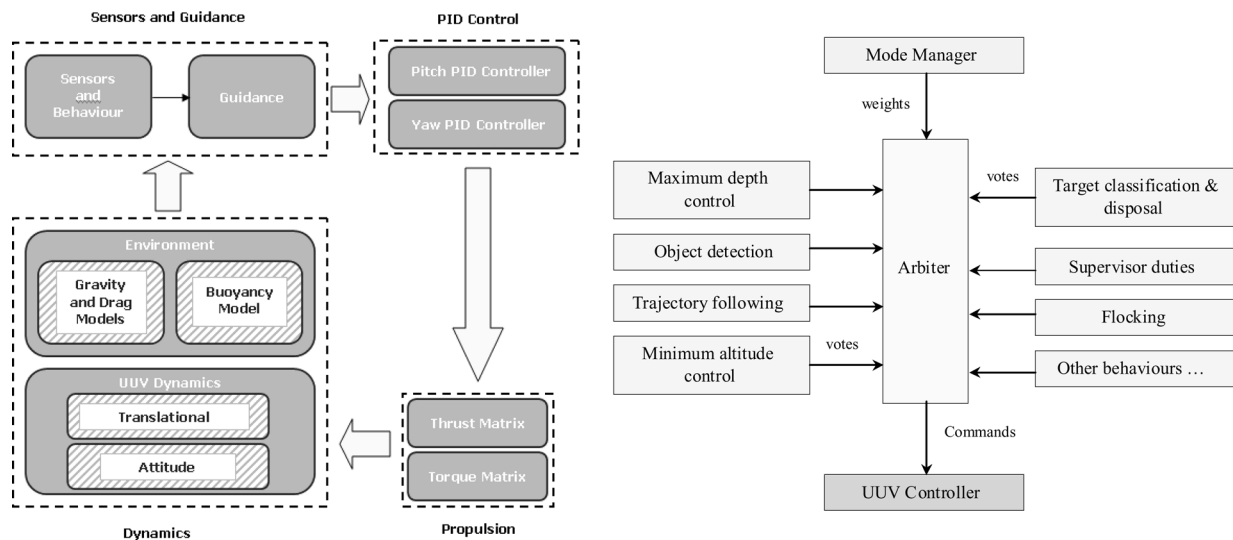 Sensors and Guidance
PID Control
Sensors
and
Behaviour
Guidance
Pitch PID Controller
Yaw PID Controller
Environment
Gravity
and Drag
Models
Buoyancy
Model
UUV Dynamics
Translational
Attitude
Dynamics
Thrust Matrix
Torque Matrix
Propulsion
Mode Manager
weights
Maximum depth
control
Object detection
Trajectory following
votes
Minimum altitude
control
Arbiter
votes
Target classification &
disposal
Supervisor duties
Flocking
Other behaviours …
Commands
UUV Controller